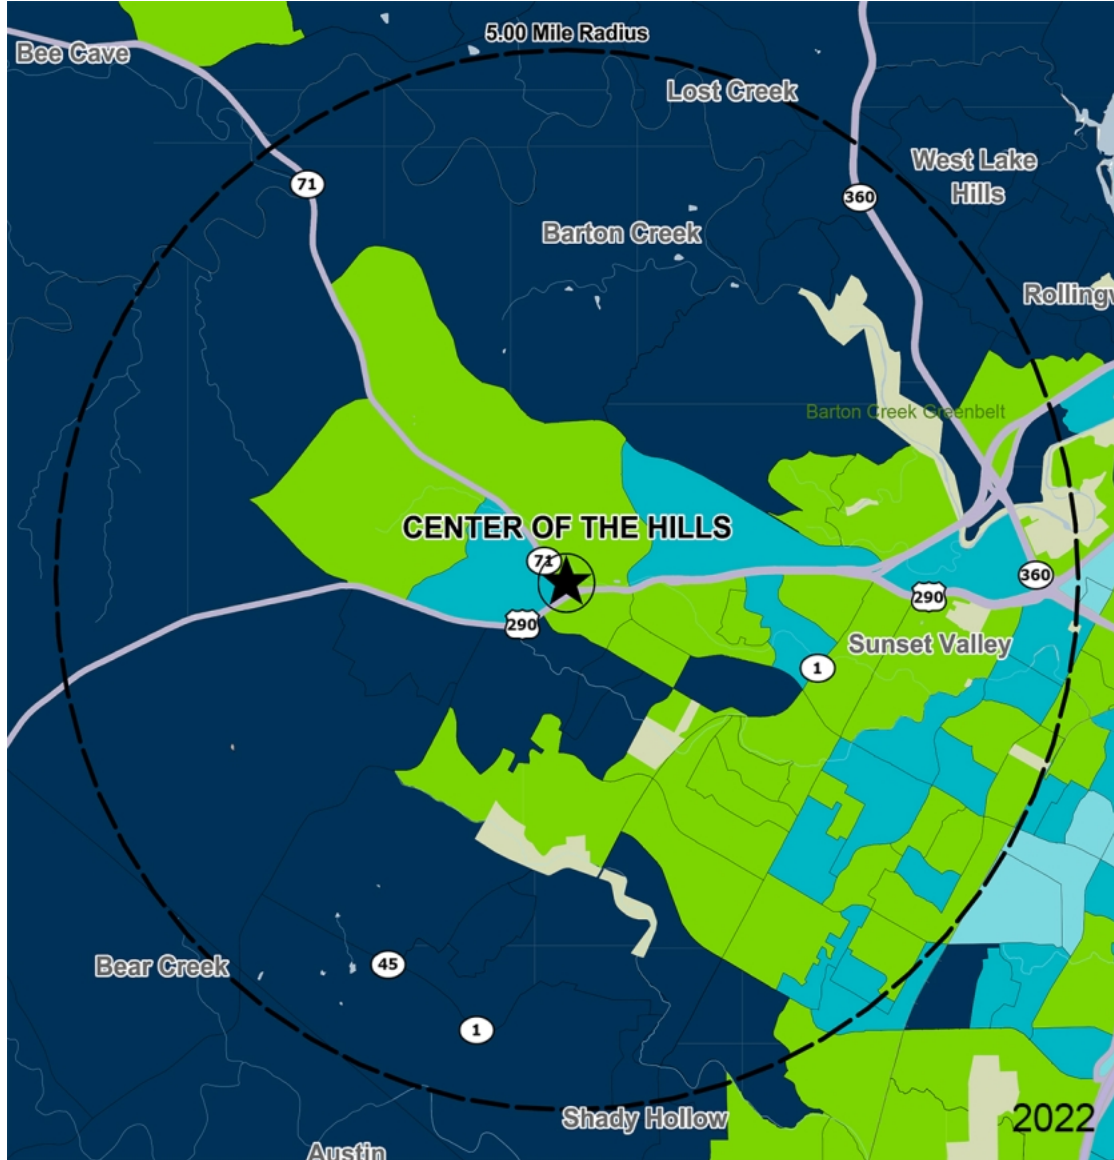 5.00 Mile Radius
Bee Cave
Lost Creek
West Lake
Hills
71
360
Barton Creek
Barton Creek Greenbelt
CENTER OF THE HILLS
71
360
290
290
Sunset Valley
1
Bear Creek
45
1
Shady Hollow
2022
Austin